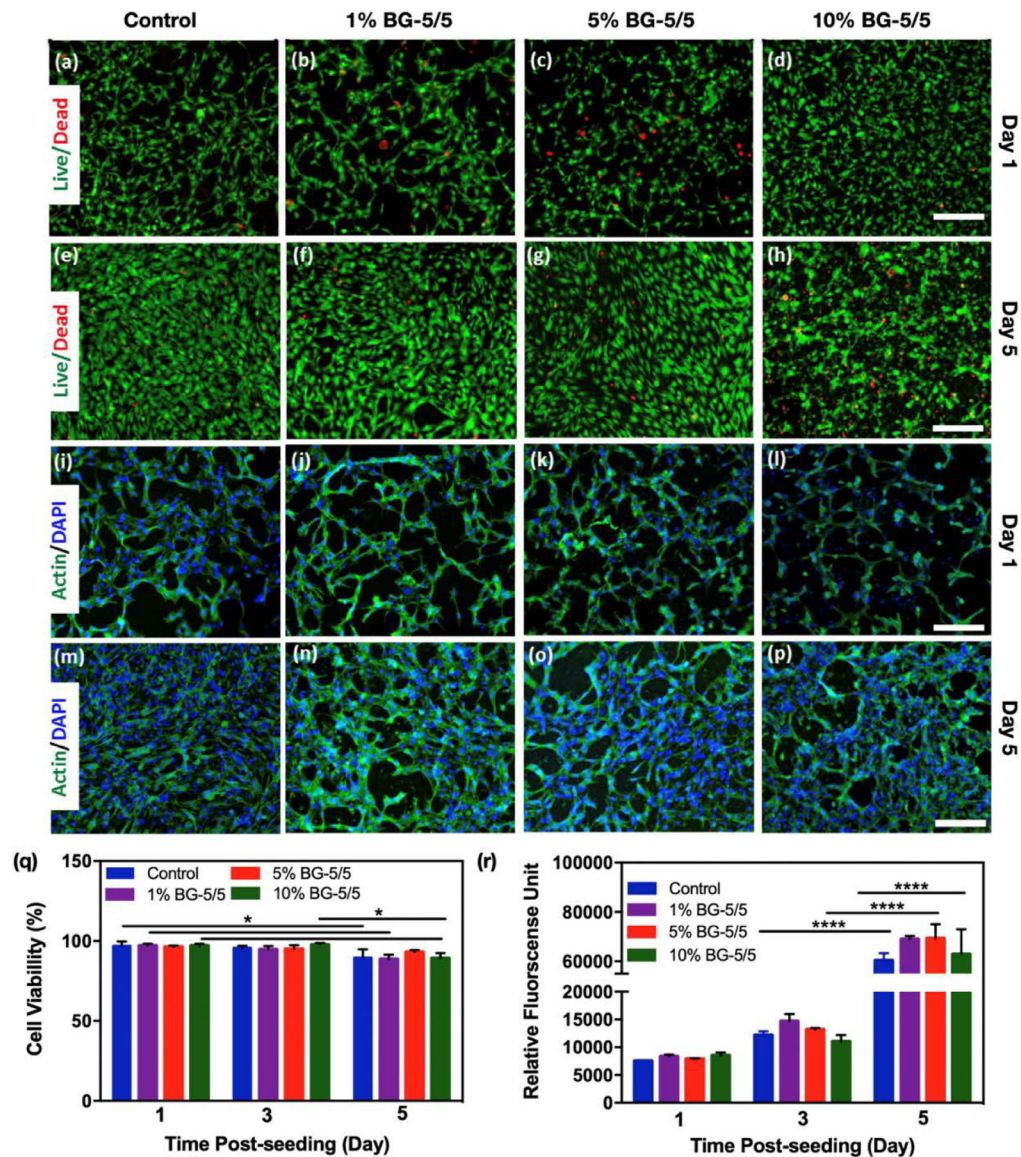 Control 1% BG-5/5 5% BG-5/5 10% BG-5/5
(a) (b) (c) (d)
Live/Dead
Day 1
(e) (f) (g) (h)
Live/Dead
Day 5
(i) (j) (k) (l)
Actin/DAPI
Day 1
(m) (n) (o) (p)
Actin/DAPI
Day 5
(q)
150
100
50
0
Cell Viabillity (%)
Control 5% BG-5/5
1% BG-5/5 10% BG-5/5
* *
1 3 5
Time Post-seeding (Day)
(r)
100000
80000
60000
20000
15000
10000
5000
0
Relative Fluorscense Unit
Control
1% BG-5/5
5% BG-5/5
10% BG-5/5
****
****
****
1 3 5
Time Post-seeding (Day)